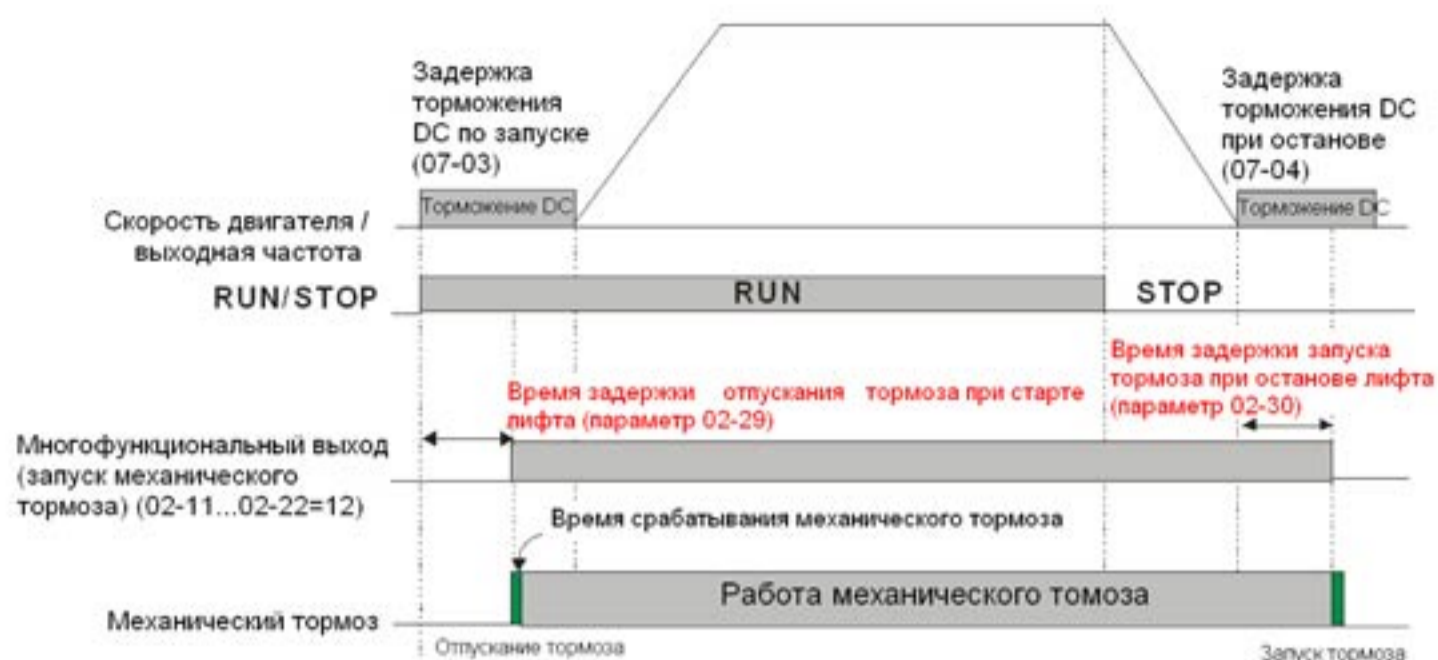 Задержка
торможения
DC по запуске
(07-03)
Задержка
торможения DC
при останове
(07-04)
Торможение DC
Торможение DC
Скорость двигателя /
выходная частота
RUN/STOP
RUN
STOP
Время задержки отпускания тормоза при старте
лифта (параметр 02-29)
Время задержки запуска
тормоза при останове лифта
(параметр 02-30)
Многофункциональный выход
(запуск механического
тормоза) (02-11...02-22=12)
Время срабатывания механического тормоза
Работа механического томоза
Механический тормоз
Отпускание тормоза
Запуск тормоза